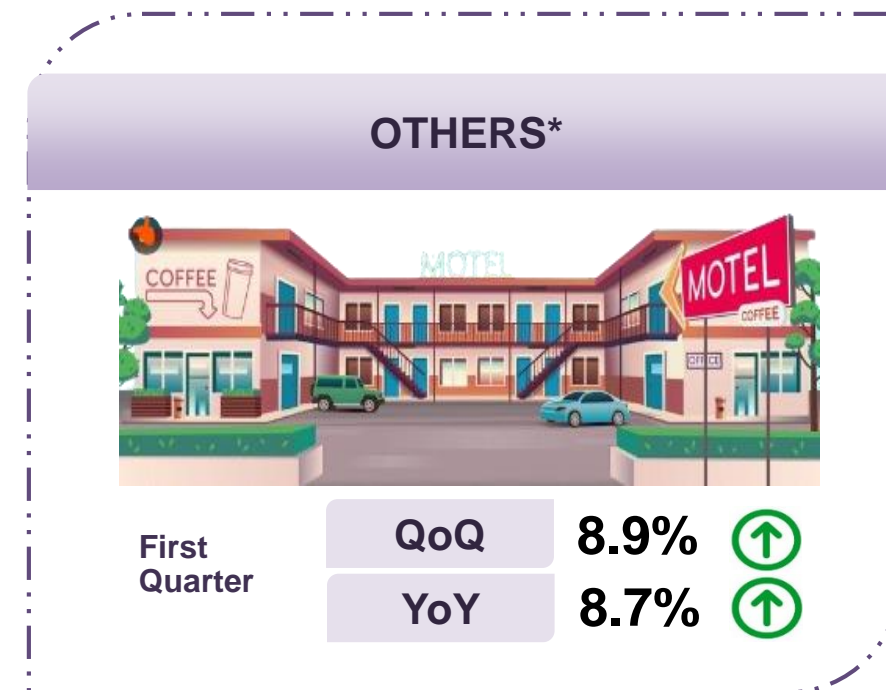 OTHERS*
MOTEL
COFFEE
MOTEL
COFFEE
OFFICE
First
Quarter
QoQ
8.9%
YoY
8.7%